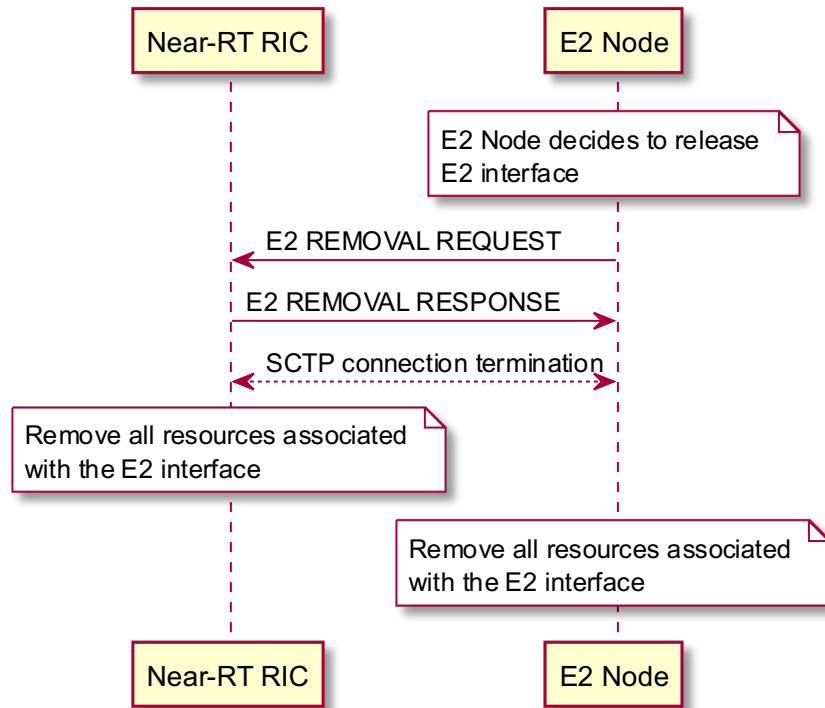 Near-RT RIC
E2 Node
E2 Node decides to release
E2 interface
E2 REMOVAL REQUEST
E2 REMOVAL RESPONSE
SCTP connection termination
Remove all resources associated
with the E2 interface
Remove all resources associated
with the E2 interface
Near-RT RIC
E2 Node